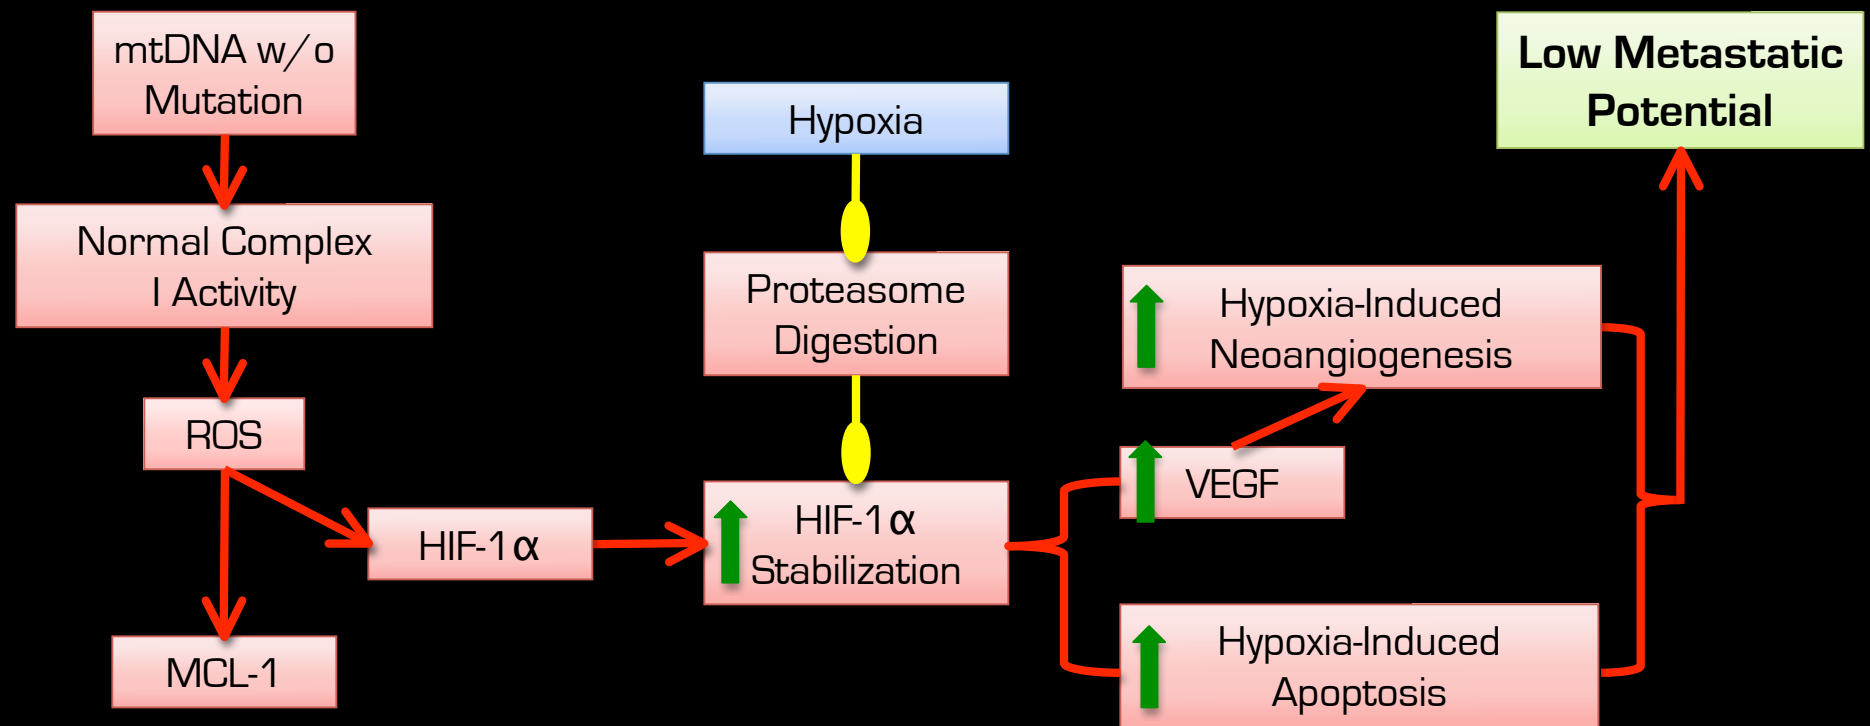 mtDNA w/o
Mutation
Normal Complex
I Activity
ROS
MCL-1
HIF-1α
Hypoxia
Proteasome
Digestion
HIF-1α
Stabilization
VEGF
Hypoxia-Induced
Neoangiogenesis
Hypoxia-Induced
Apoptosis
Low Metastatic
Potential